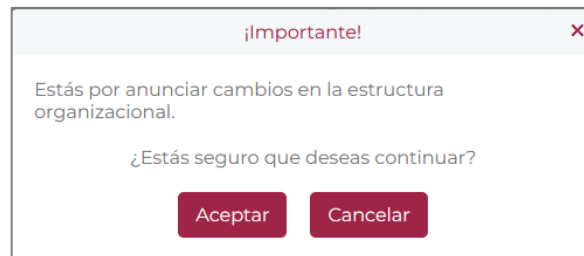 ¡Importante!
Estás por anunciar cambios en la estructura
organizacional.
¿Estás seguro que deseas continuar?
Aceptar Cancelar